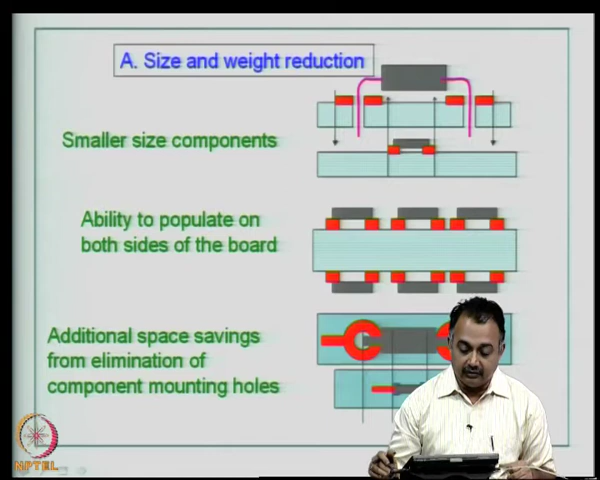 A. Size and weight reduction
Smaller size components
Ability to populate on
both sides of the board
Additional space savings
from elimination of
component mounting holes
NPTEL